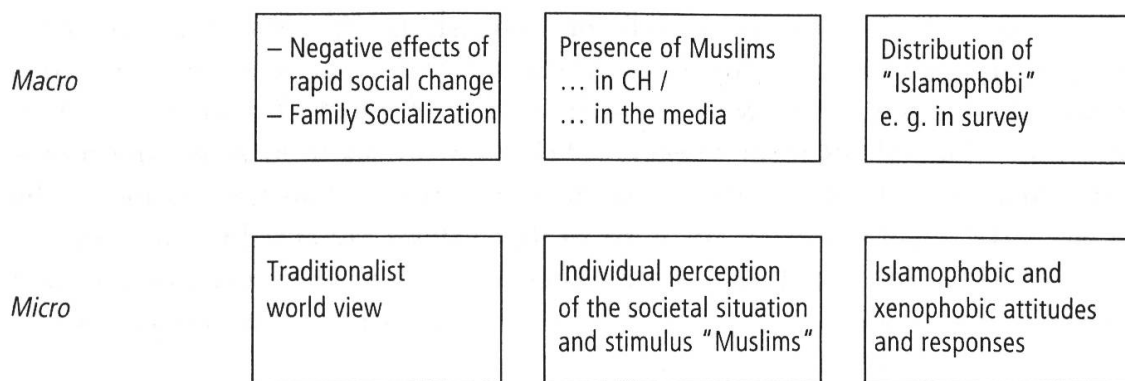 Macro
– Negative effects of
rapid social change
– Family Socialization
Presence of Muslims
... in CH /
... in the media
Distribution of
"Islamophobi"
e. g. in survey
Micro
Traditionalist
world view
Individual perception
of the societal situation
and stimulus "Muslims"
Islamophobic and
xenophobic attitudes
and responses